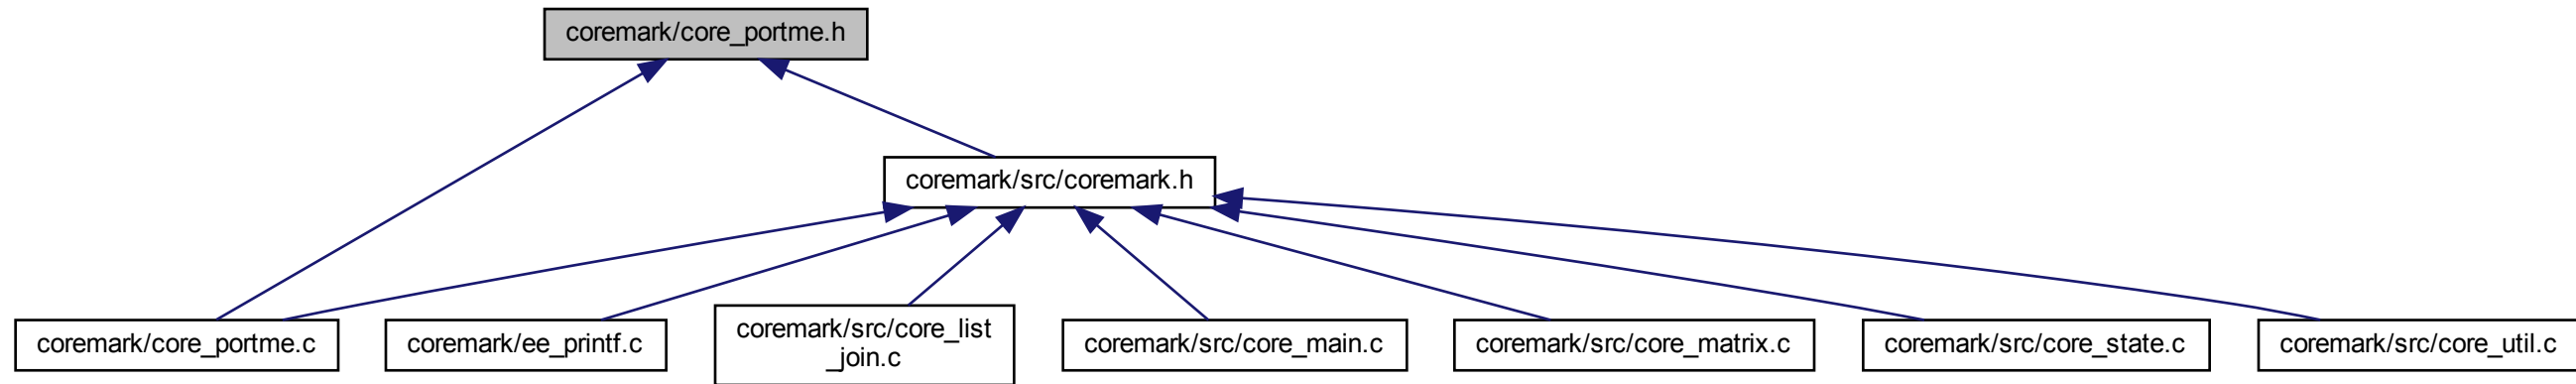 coremark/core_portme.h
coremark/src/coremark.h
coremark/core_portme.c
coremark/ee_printf.c
coremark/src/core_list
_join.c
coremark/src/core_main.c
coremark/src/core_matrix.c
coremark/src/core_state.c
coremark/src/core_util.c